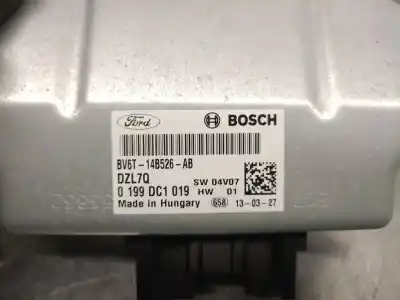 Ford BOSCH
BV6T-14B526-AB
DZL7Q SW 04V07
0 199 DC1 019 HW 01
Made in Hungary 658 13-03-27